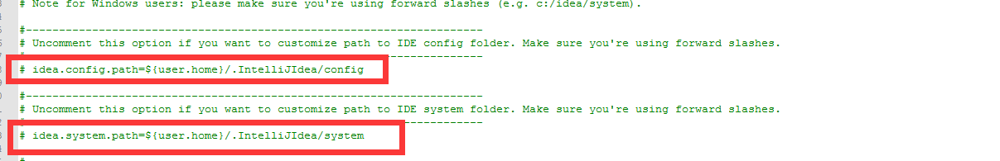 # Note for Windows users: please make sure you're using forward slashes (e.g. c:/idea/system).
#---------------------------------------------------------------------
# Uncomment this option if you want to customize path to IDE config folder. Make sure you're using forward slashes.
#---------------------------------------------------------------------
# idea.config.path=${user.home}/.IntelliJIdea/config
#---------------------------------------------------------------------
# Uncomment this option if you want to customize path to IDE system folder. Make sure you're using forward slashes.
#---------------------------------------------------------------------
# idea.system.path=${user.home}/.IntelliJIdea/system
#